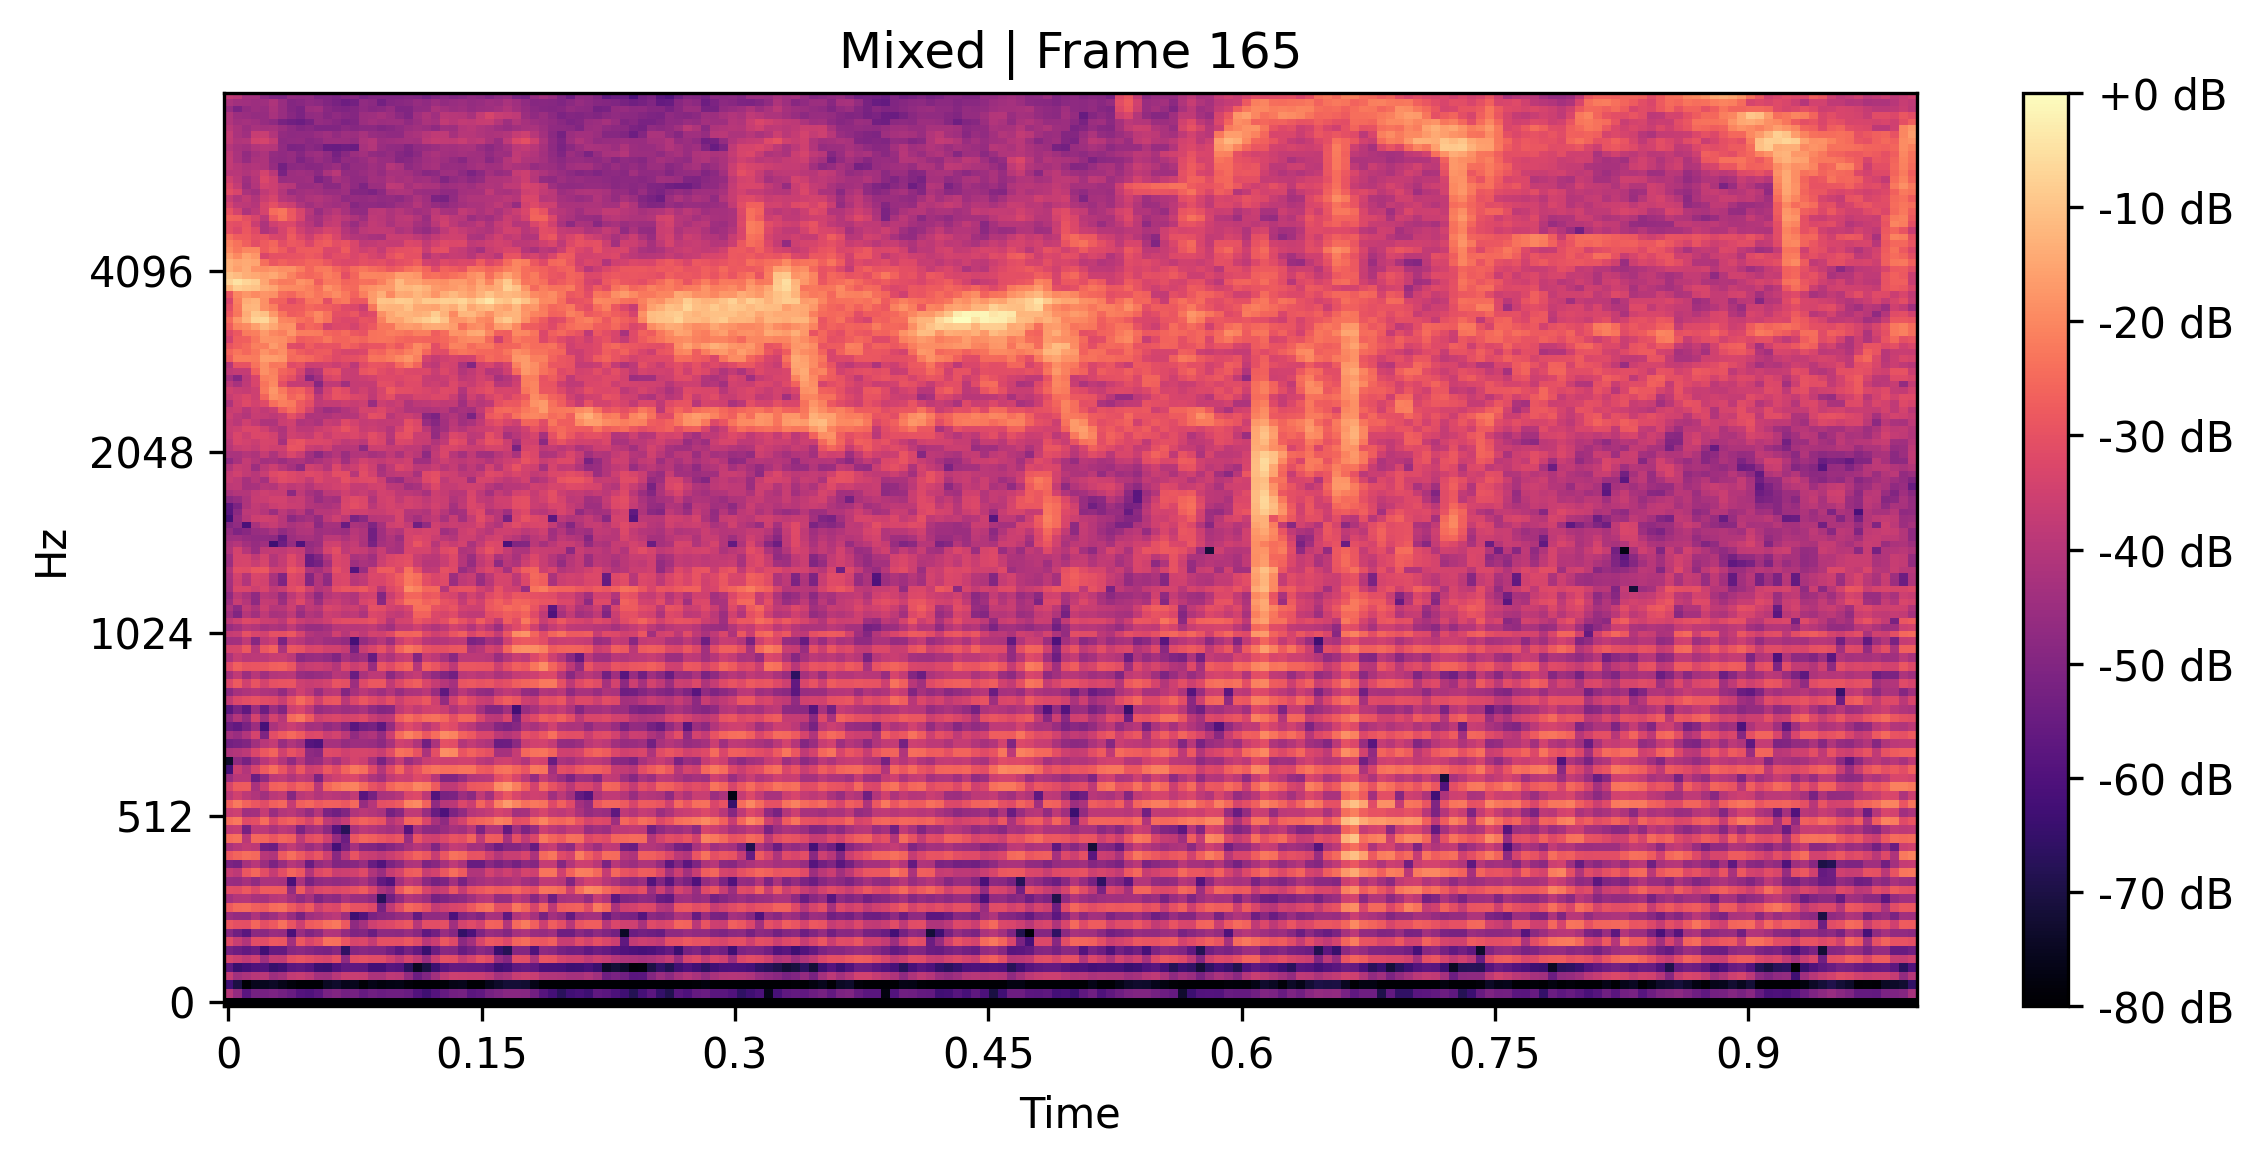 Mixed | Frame 165
Hz
4096
2048
1024
512
0
0 0.15 0.3 0.45 0.6 0.75 0.9
Time
+0 dB
-10 dB
-20 dB
-30 dB
-40 dB
-50 dB
-60 dB
-70 dB
-80 dB